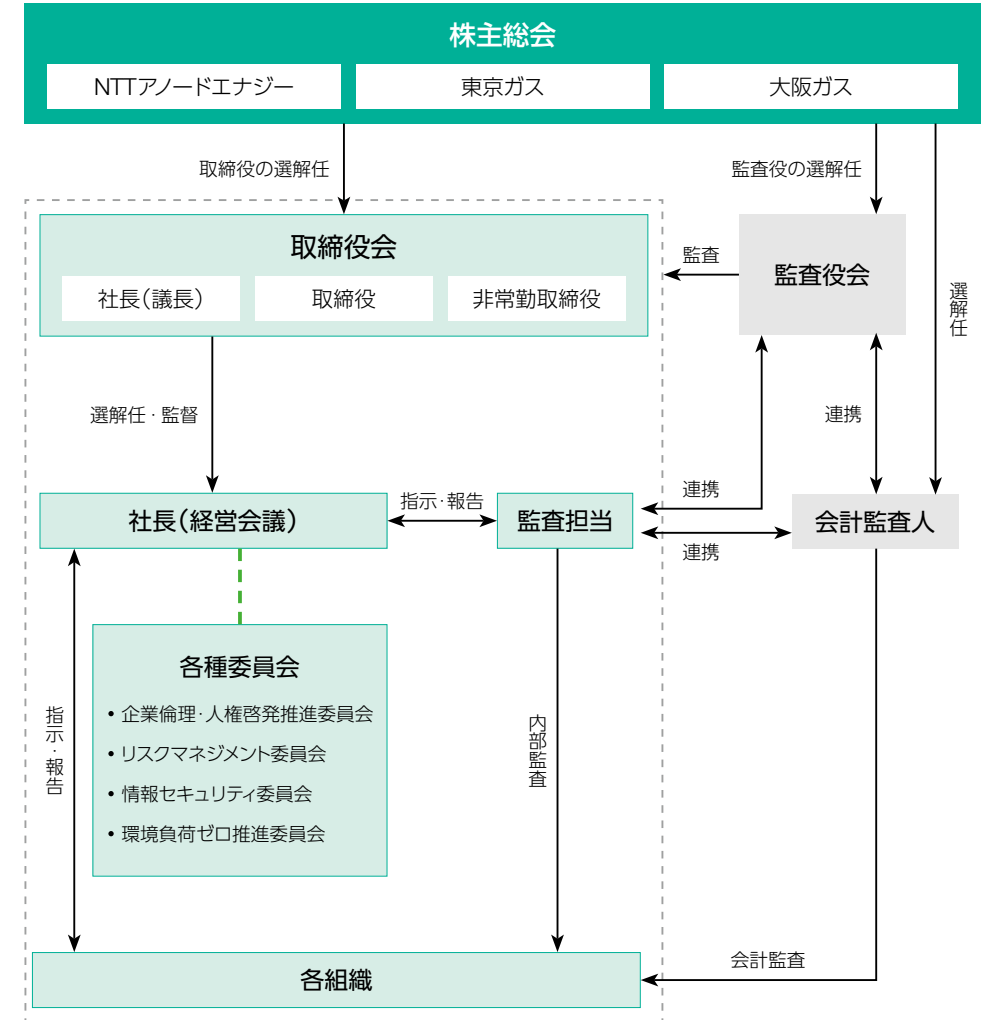 株主総会
NTTアノードエナジー
東京ガス
大阪ガス
取締役の選解任
監査役の選解任
取締役会
社長(議長)
取締役
非常勤取締役
監査
監査役会
選解任
選解任・監督
連携
社長(経営会議)
指示・報告
監査担当
連携
連携
会計監査人
各種委員会
• 企業倫理・人権啓発推進委員会
• リスクマネジメント委員会
• 情報セキュリティ委員会
• 環境負荷ゼロ推進委員会
指示・報告
内部監査
各組織
会計監査